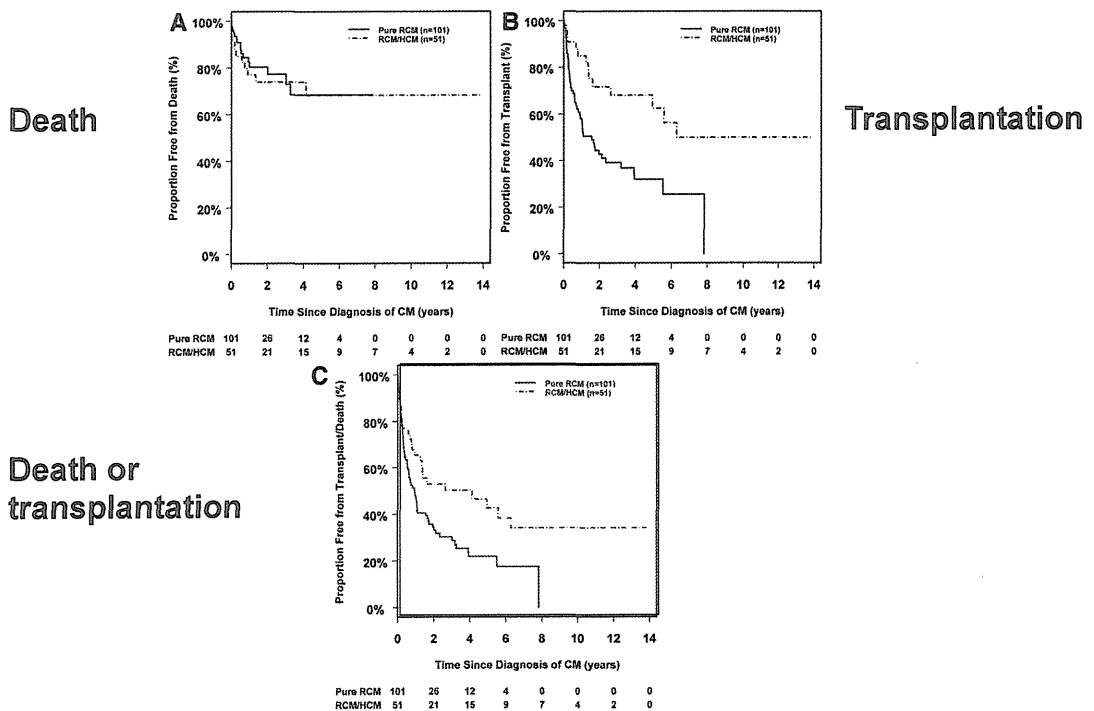 Death
A
Proportion Free from Death (%)
100%
80%
60%
40%
20%
0%
Pure RCM (n=101)
RCM/HCM (n=51)
0 2 4 6 8 10 12 14
Time Since Diagnosis of CM (years)
Pure RCM 101 26 12 4 0 0 0 0
RCM/HCM 51 21 15 9 7 4 2 0
B
Proportion Free from Transplant (%)
100%
80%
60%
40%
20%
0%
Pure RCM (n=101)
RCM/HCM (n=51)
0 2 4 6 8 10 12 14
Time Since Diagnosis of CM (years)
Pure RCM 101 26 12 4 0 0 0 0
RCM/HCM 51 21 15 9 7 4 2 0
Transplantation
Death or
transplantation
C
Proportion Free from Transplant/Death (%)
100%
80%
60%
40%
20%
0%
Pure RCM (n=101)
RCM/HCM (n=51)
0 2 4 6 8 10 12 14
Time Since Diagnosis of CM (years)
Pure RCM 101 26 12 4 0 0 0 0
RCM/HCM 51 21 15 9 7 4 2 0